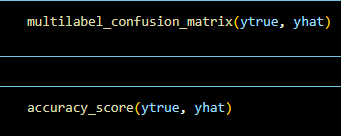 multilabel_confusion_matrix(ytrue, yhat)
accuracy_score(ytrue, yhat)